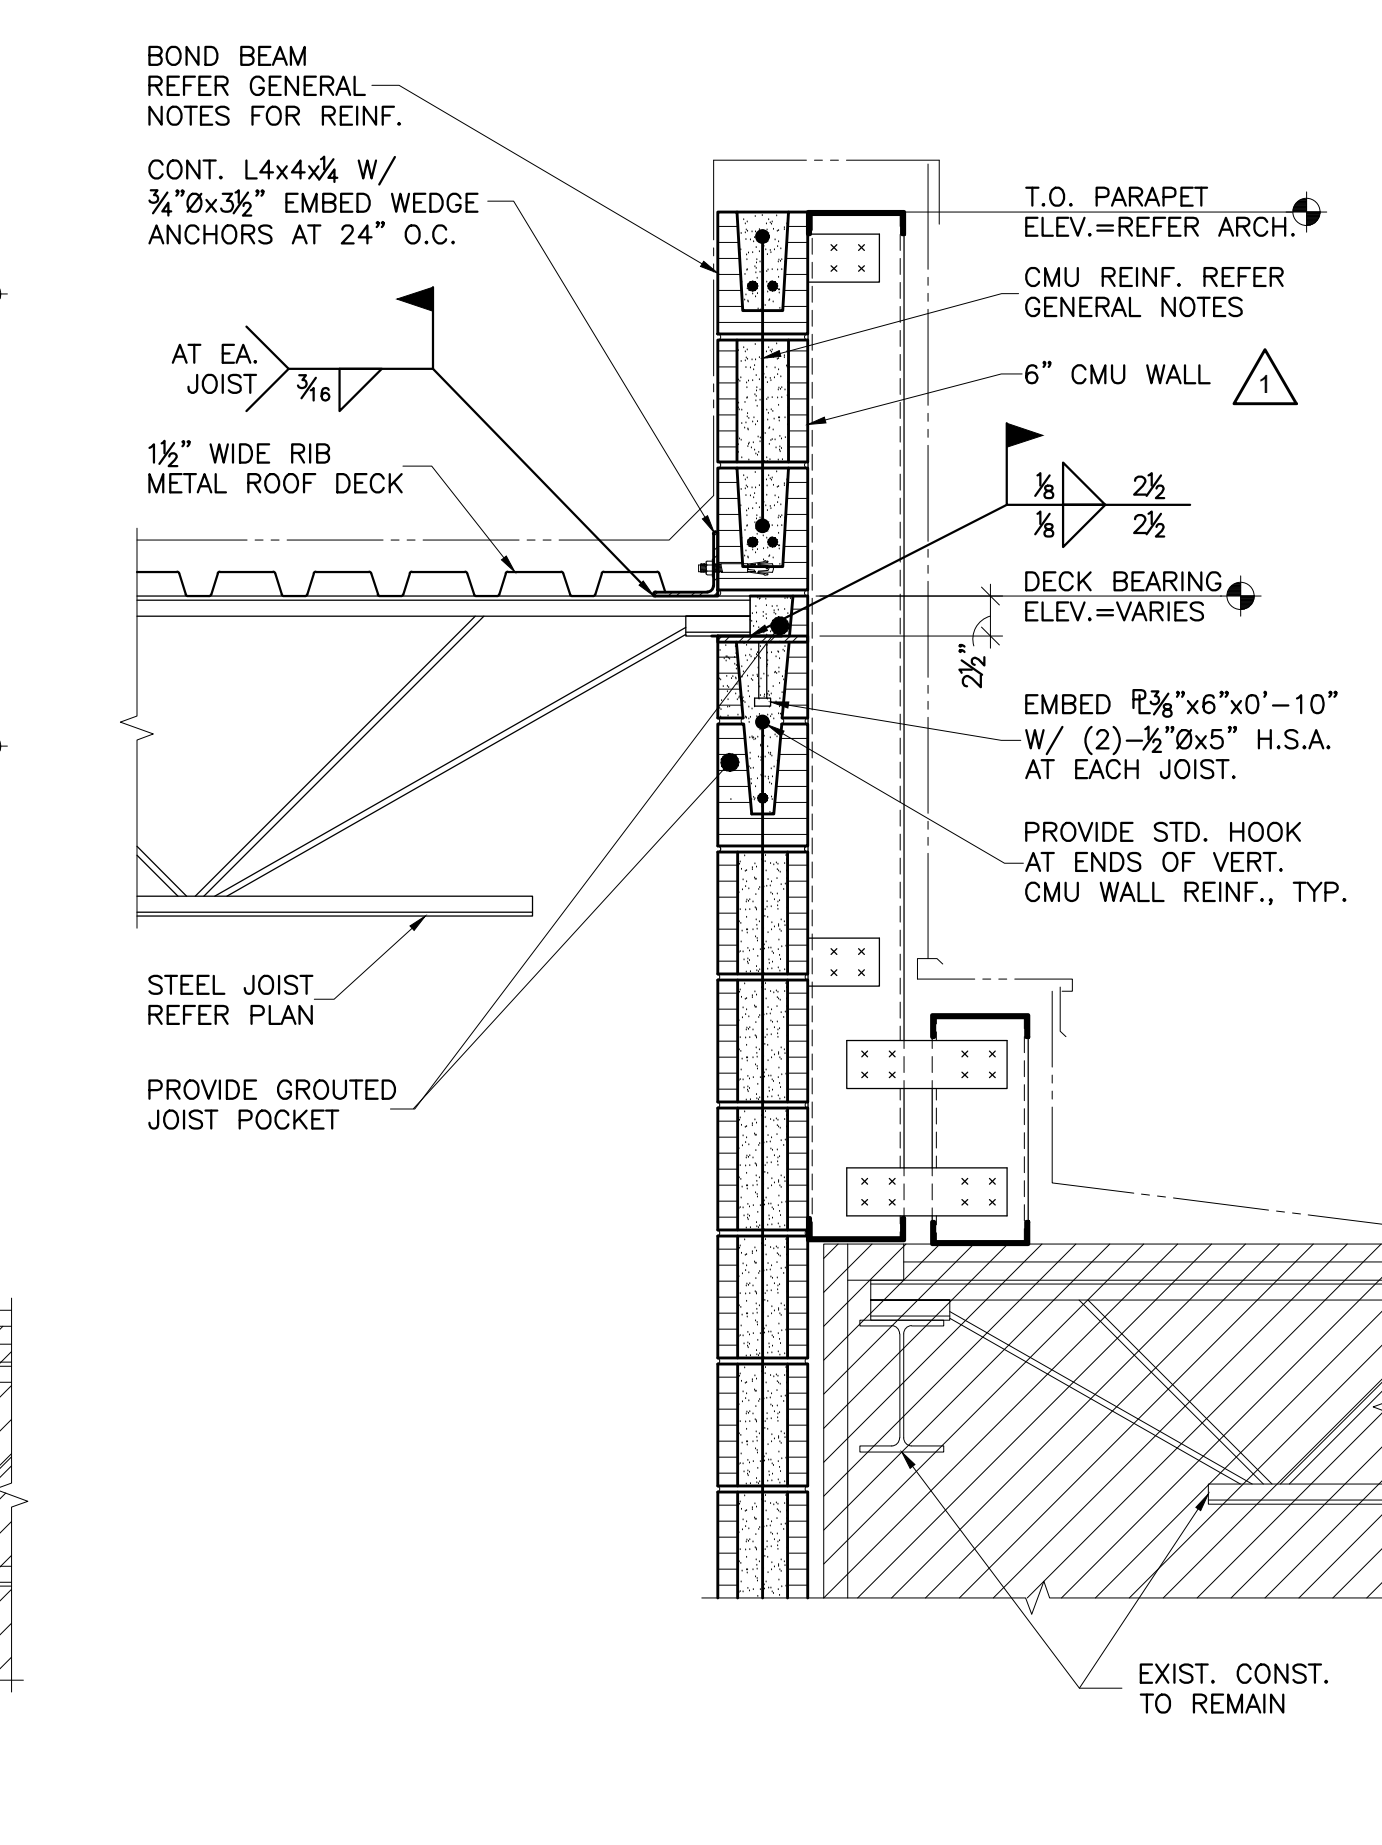 BOND BEAM
REFER GENERAL
NOTES FOR REINF.
CONT. L4x4x¼ W/
¾"Øx3½" EMBED WEDGE
ANCHORS AT 24" O.C.
AT EA.
JOIST
3/16
1½" WIDE RIB
METAL ROOF DECK
STEEL JOIST
REFER PLAN
PROVIDE GROUTED
JOIST POCKET
T.O. PARAPET
ELEV.=REFER ARCH.
CMU REINF. REFER
GENERAL NOTES
6" CMU WALL
1
⅛ 2½
⅛ 2½
DECK BEARING
ELEV.=VARIES
2½"
EMBED ℄⅜"x6"x0'-10"
W/ (2)-½"Øx5" H.S.A.
AT EACH JOIST.
PROVIDE STD. HOOK
AT ENDS OF VERT.
CMU WALL REINF., TYP.
EXIST. CONST.
TO REMAIN